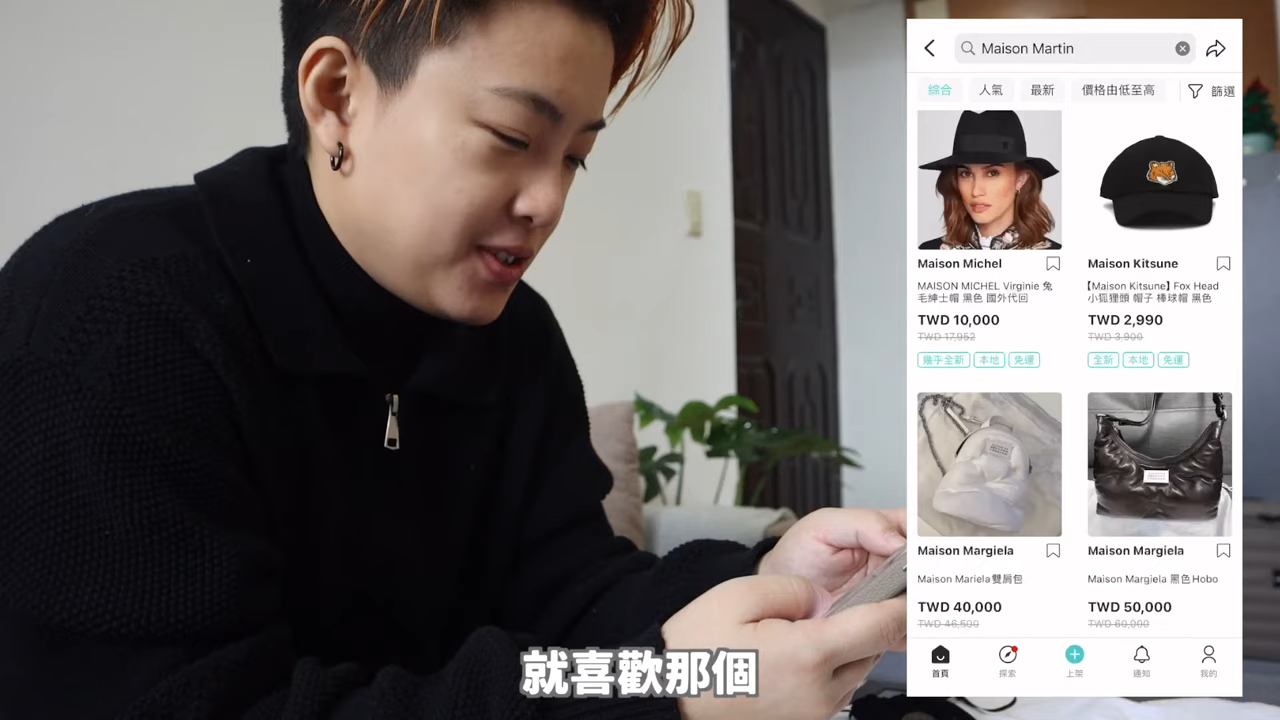 Maison Martin
綜合 人氣 最新 價格由低至高 篩選
Maison Michel
MAISON MICHEL Virginie 兔
毛紳士帽 黑色 國外代回
TWD 10,000
TWD 17,952
幾乎全新 本地 免運
Maison Kitsune
【Maison Kitsune】Fox Head
小狐狸頭 帽子 棒球帽 黑色
TWD 2,990
TWD 3,900
全新 本地 免運
Maison Margiela
Maison Mariela雙肩包
TWD 40,000
TWD 46,500
Maison Margiela
Maison Margiela 黑色Hobo
TWD 50,000
TWD 60,000
首頁 探索 上架 通知 我的
就喜歡那個